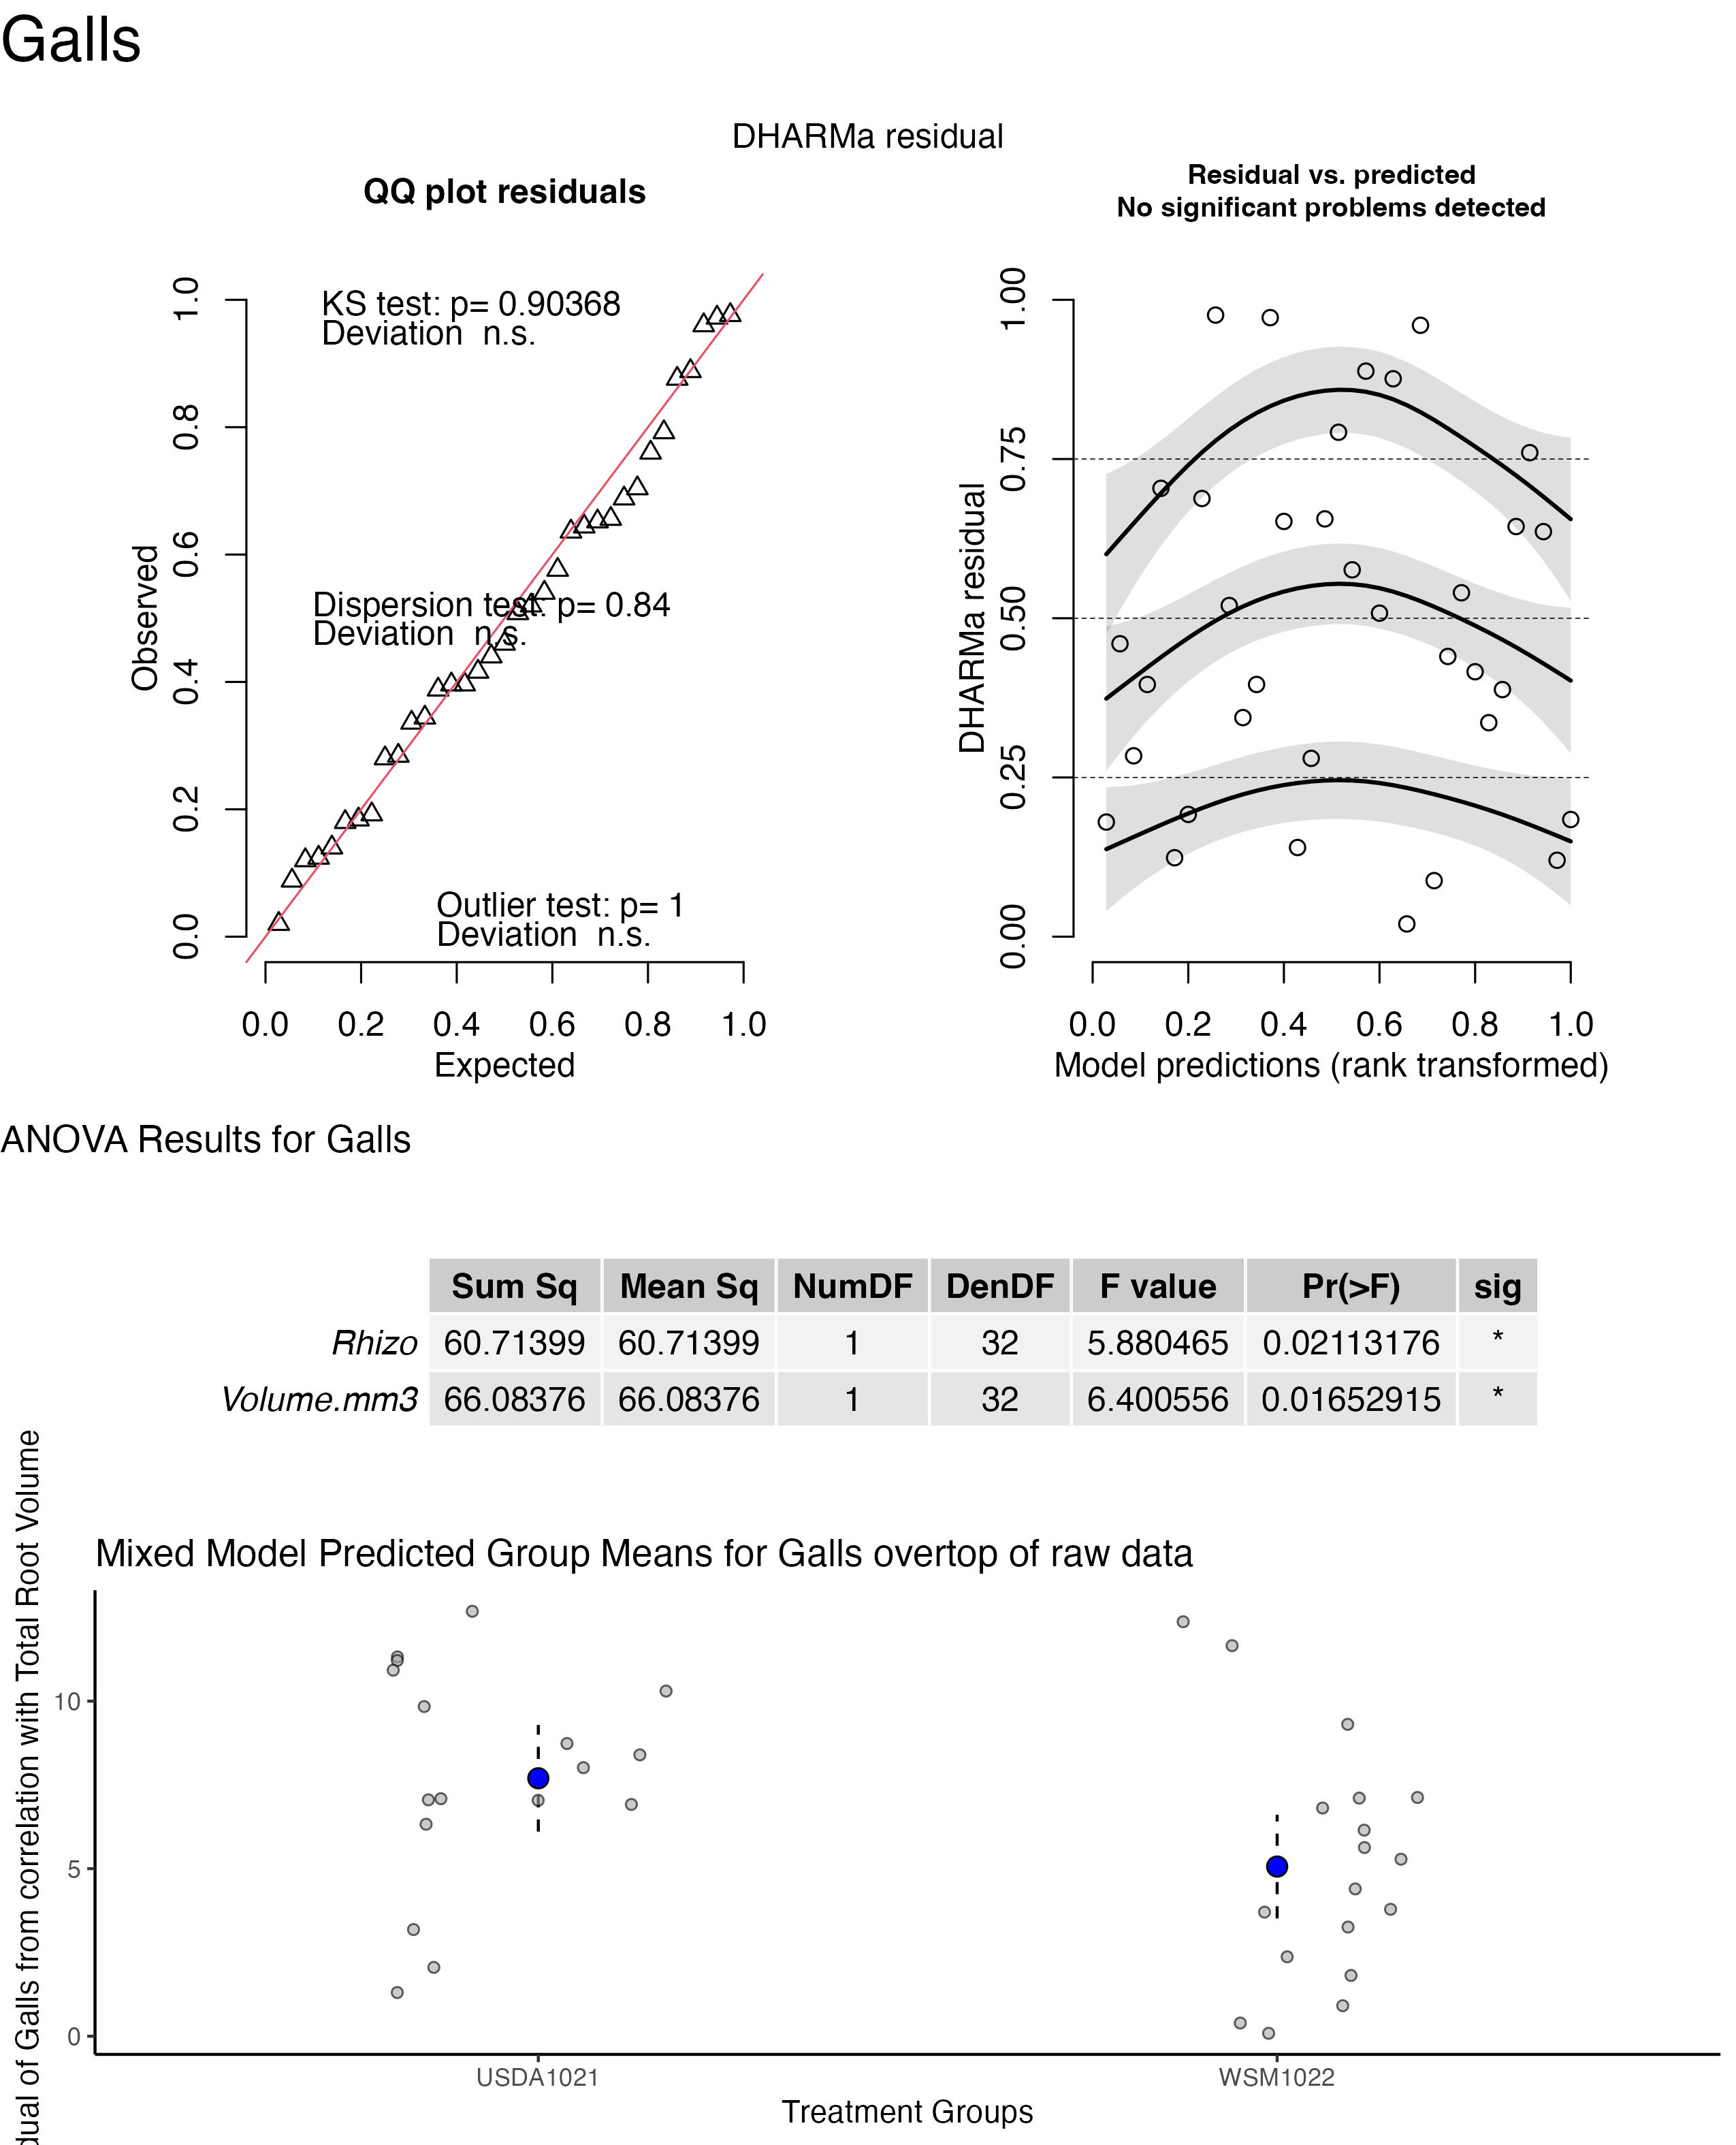 Galls
DHARMa residual
QQ plot residuals
KS test: p= 0.90368
Deviation  n.s.
Dispersion test: p= 0.84
Deviation  n.s.
Outlier test: p= 1
Deviation  n.s.
Observed
0.0 0.2 0.4 0.6 0.8 1.0
0.0 0.2 0.4 0.6 0.8 1.0
Expected
Residual vs. predicted
No significant problems detected
DHARMa residual
0.00 0.25 0.50 0.75 1.00
0.0 0.2 0.4 0.6 0.8 1.0
Model predictions (rank transformed)
ANOVA Results for Galls
Sum Sq Mean Sq NumDF DenDF F value Pr(>F) sig
Rhizo 60.71399 60.71399 1 32 5.880465 0.02113176 *
Volume.mm3 66.08376 66.08376 1 32 6.400556 0.01652915 *
Mixed Model Predicted Group Means for Galls overtop of raw data
dual of Galls from correlation with Total Root Volume
10
5
0
USDA1021 WSM1022
Treatment Groups